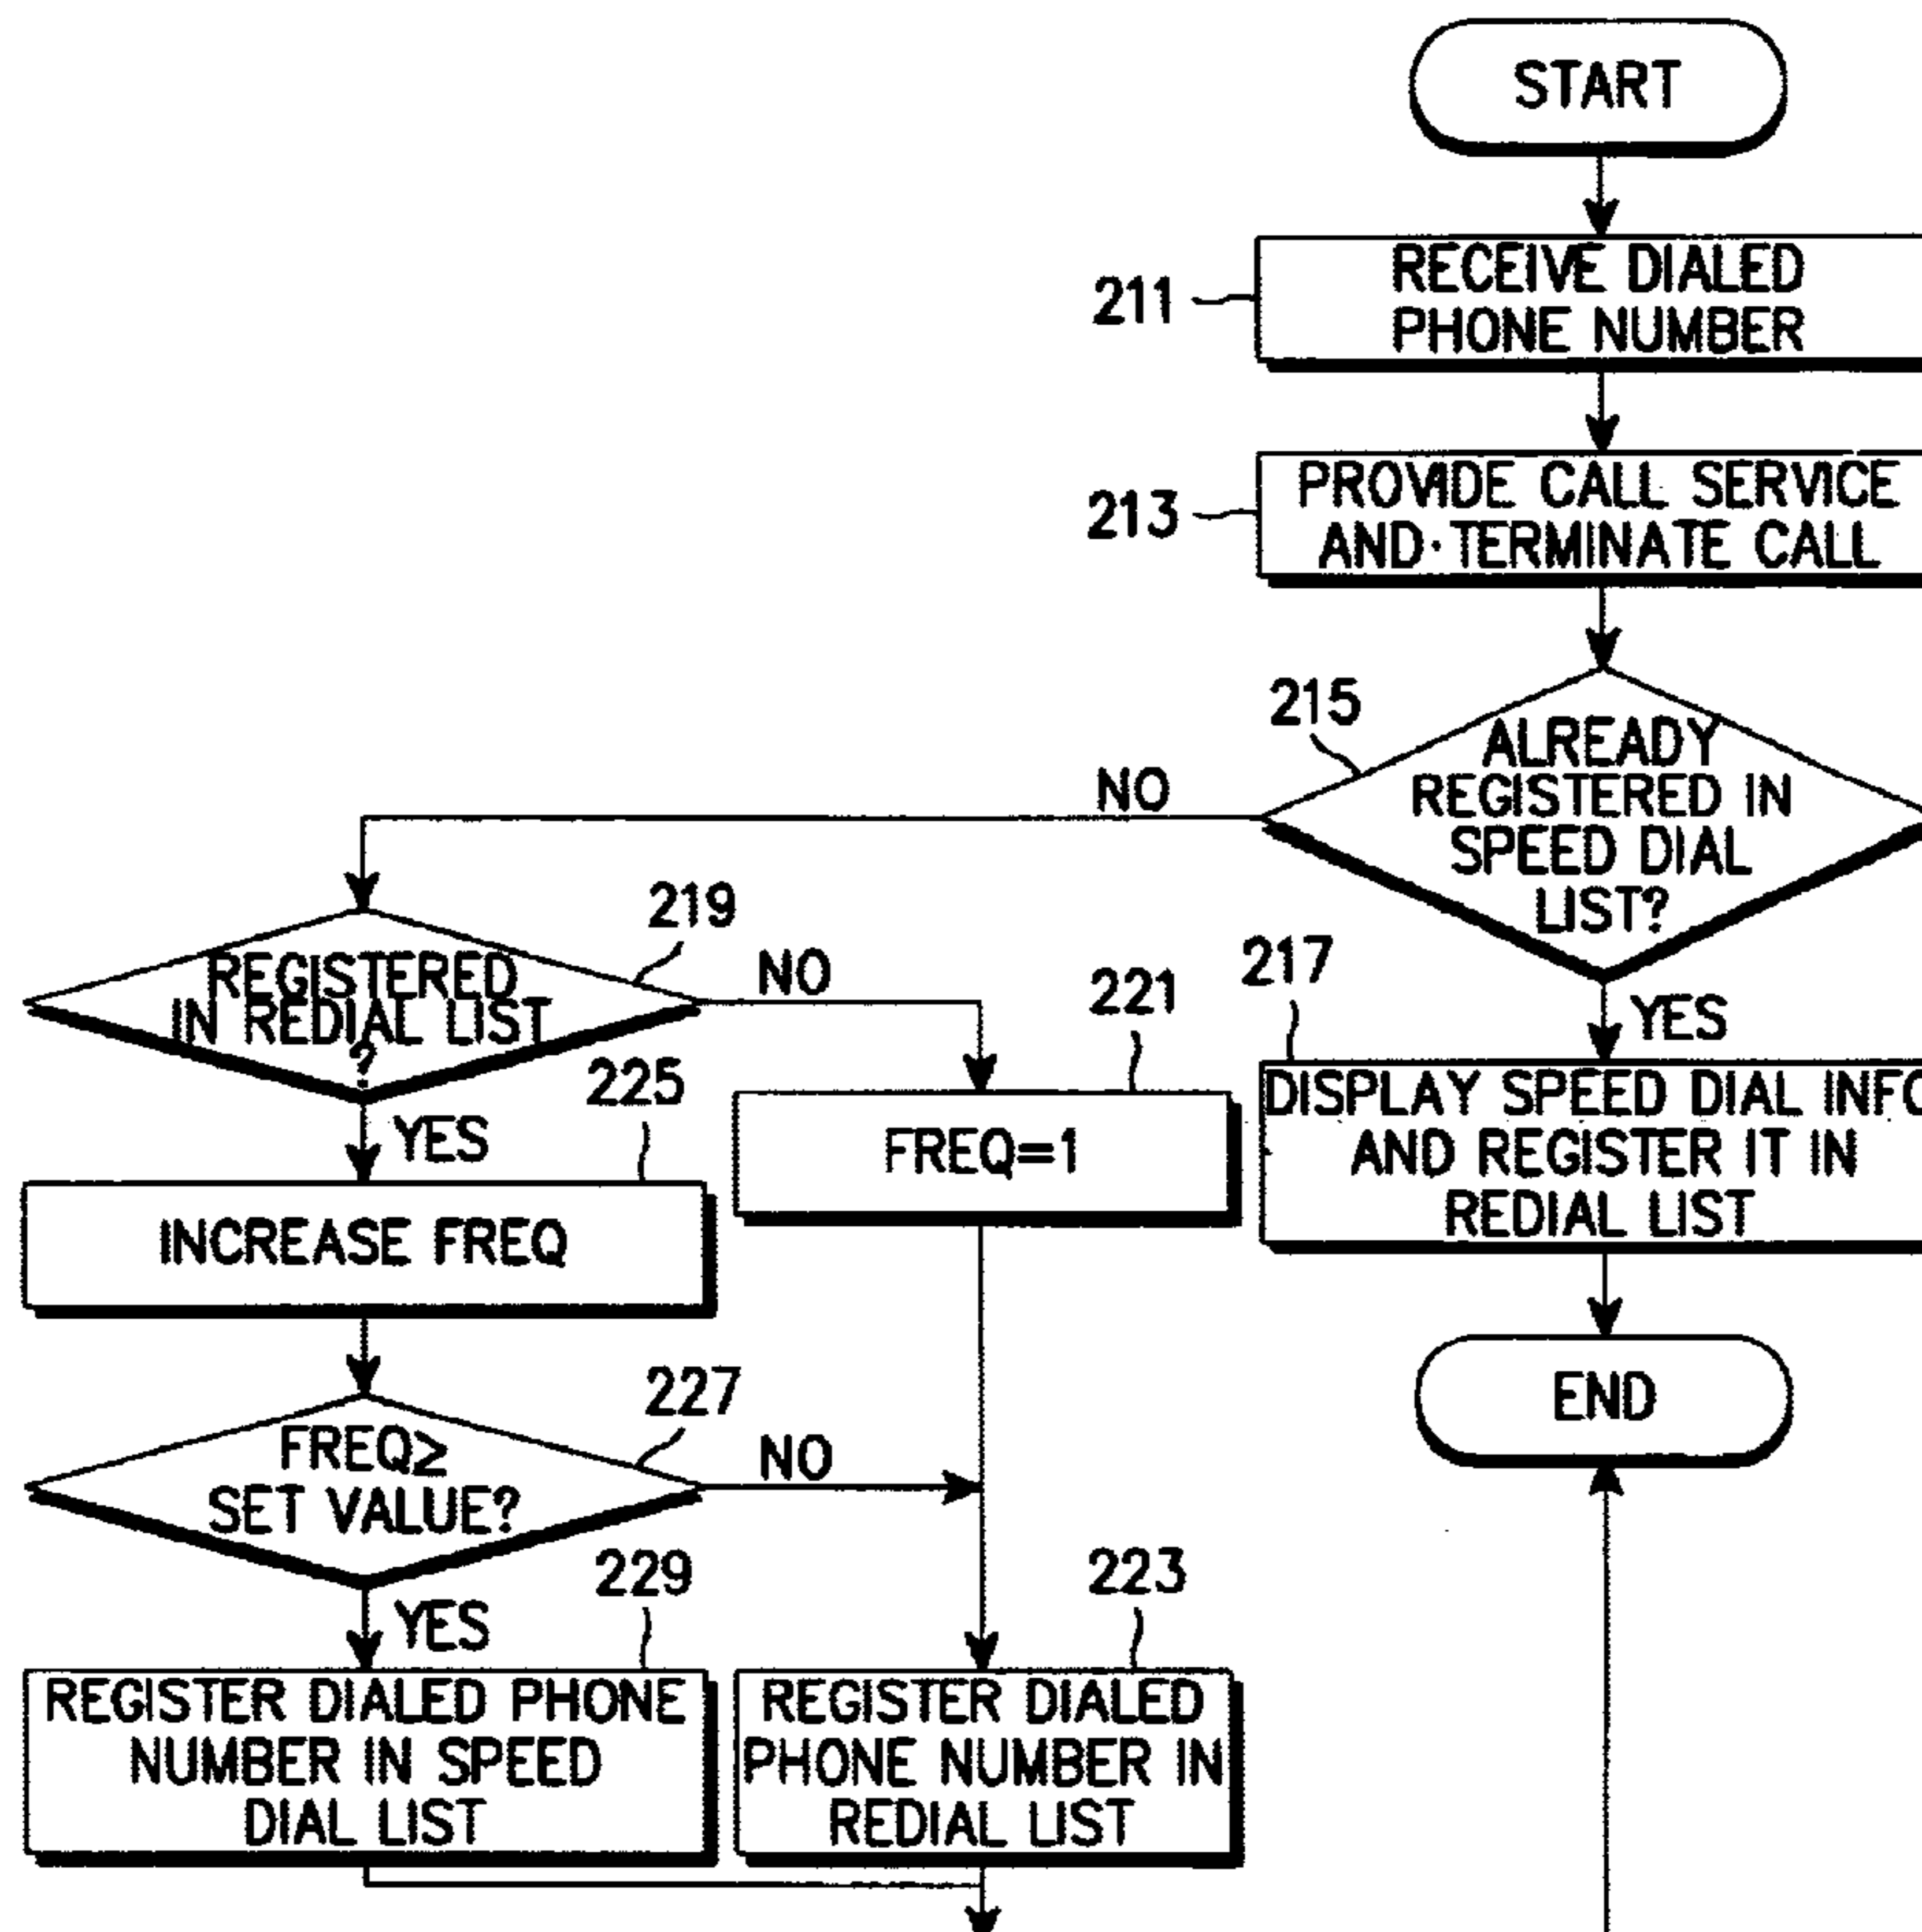 START
211
RECEIVE DIALED
PHONE NUMBER
213
PROVIDE CALL SERVICE
AND TERMINATE CALL
215
ALREADY
REGISTERED IN
SPEED DIAL
LIST?
NO
YES
219
REGISTERED
IN REDIAL LIST
?
NO
YES
221
FREQ=1
217
DISPLAY SPEED DIAL INFO
AND REGISTER IT IN
REDIAL LIST
225
INCREASE FREQ
END
227
FREQ≥
SET VALUE?
NO
YES
229
REGISTER DIALED PHONE
NUMBER IN SPEED
DIAL LIST
223
REGISTER DIALED
PHONE NUMBER IN
REDIAL LIST